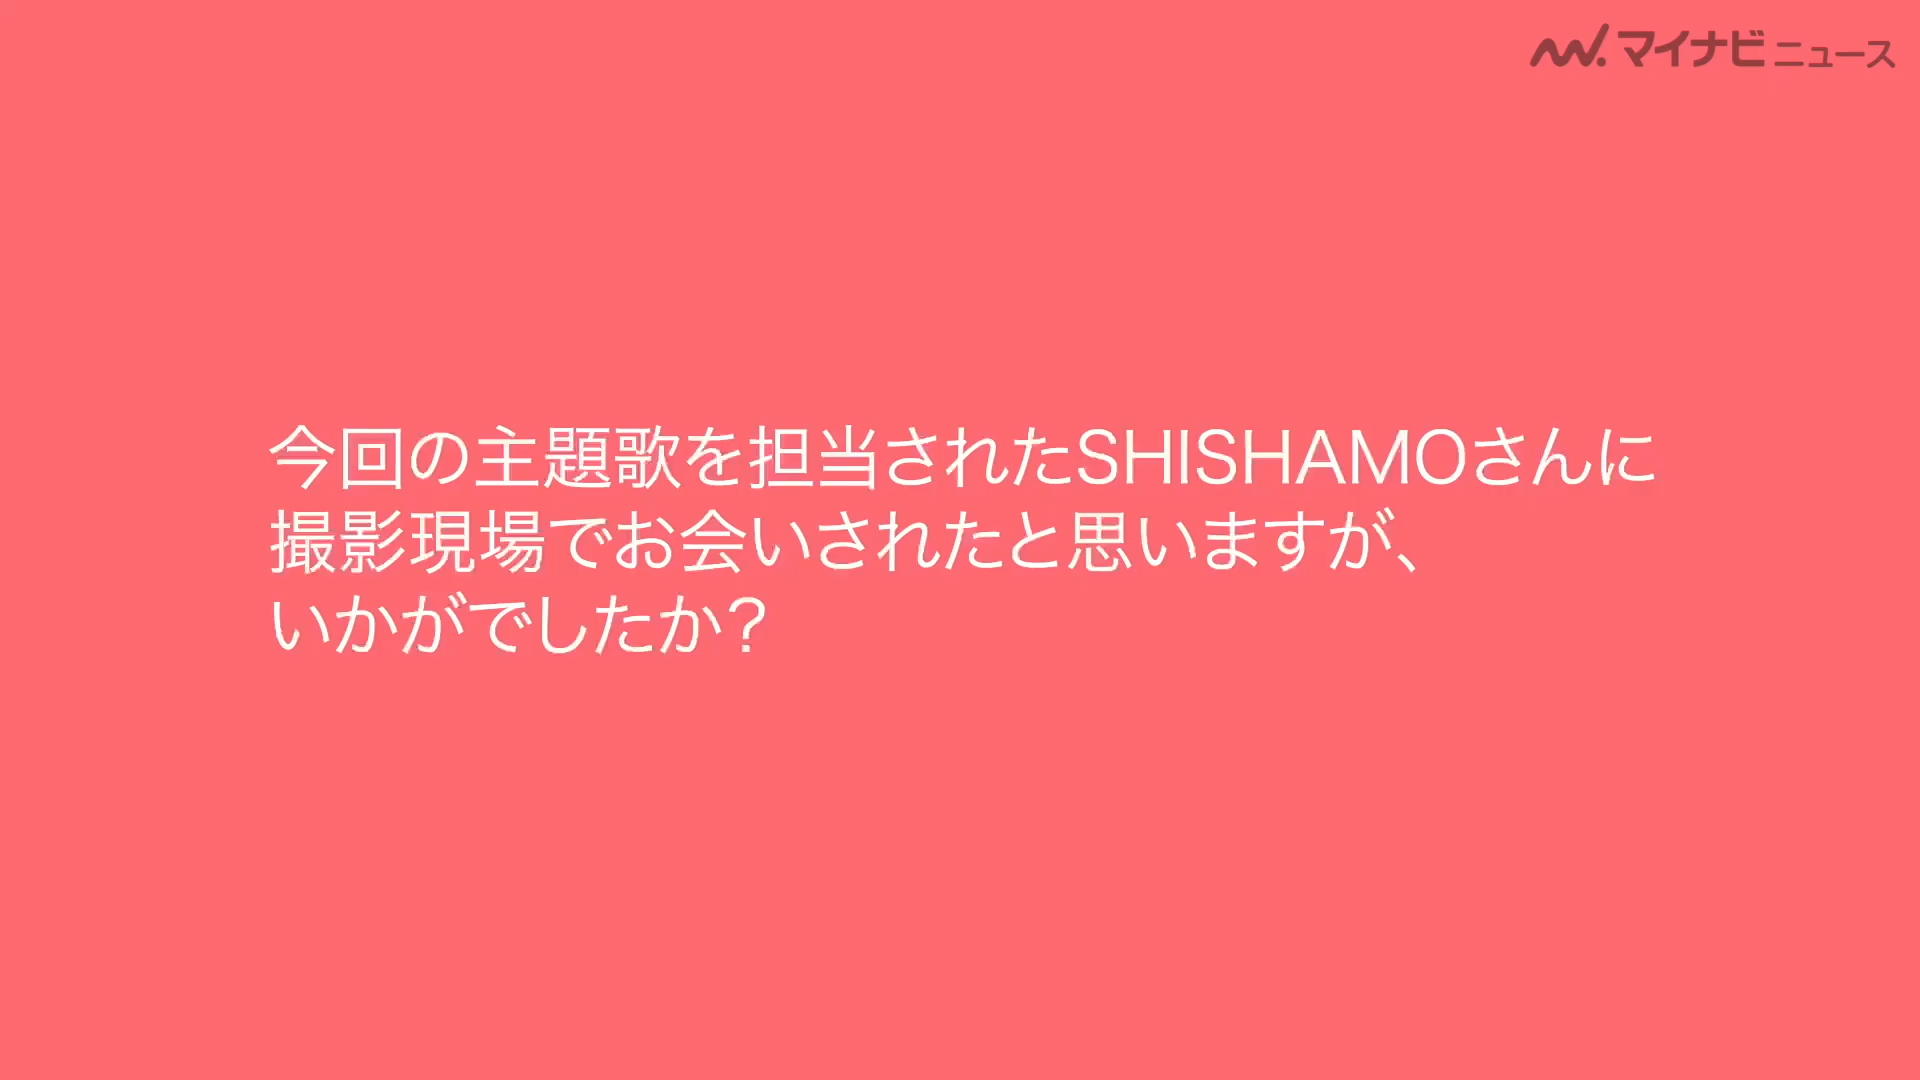 マイナビニュース
今回の主題歌を担当されたSHISHAMOさんに
撮影現場でお会いされたと思いますが、
いかがでしたか？